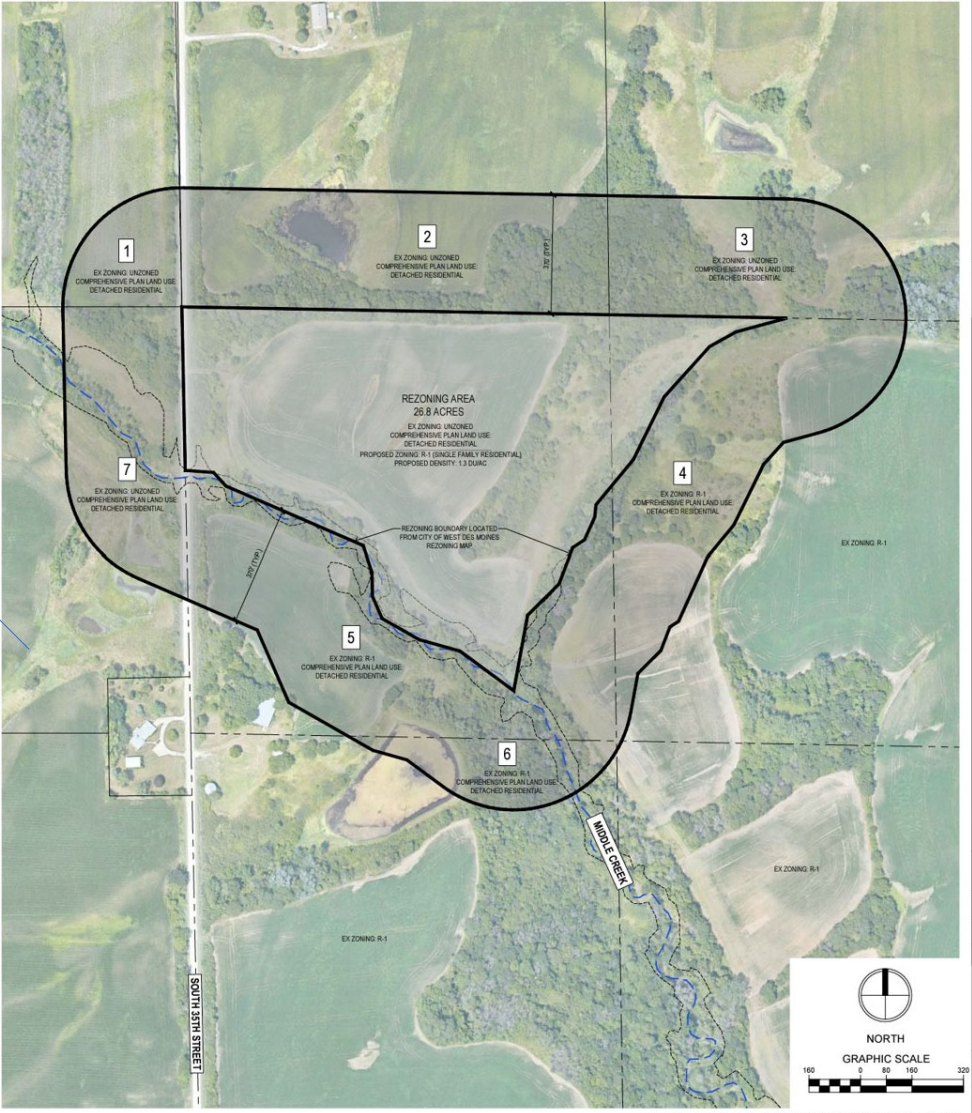 1
EX ZONING: UNZONED
COMPREHENSIVE PLAN LAND USE:
DETACHED RESIDENTIAL
2
EX ZONING: UNZONED
COMPREHENSIVE PLAN LAND USE:
DETACHED RESIDENTIAL
3
EX ZONING: UNZONED
COMPREHENSIVE PLAN LAND USE:
DETACHED RESIDENTIAL
(TYP.)
REZONING AREA
26.8 ACRES
EX ZONING: UNZONED
COMPREHENSIVE PLAN LAND USE:
DETACHED RESIDENTIAL
PROPOSED ZONING: R-1 (SINGLE FAMILY RESIDENTIAL)
PROPOSED DENSITY: 1.3 DU/AC
4
EX ZONING: R-1
COMPREHENSIVE PLAN LAND USE:
DETACHED RESIDENTIAL
7
EX ZONING: UNZONED
COMPREHENSIVE PLAN LAND USE:
DETACHED RESIDENTIAL
REZONING BOUNDARY LOCATED
FROM CITY OF WEST DES MOINES
REZONING MAP
EX ZONING: R-1
(TYP.)
5
EX ZONING: R-1
COMPREHENSIVE PLAN LAND USE:
DETACHED RESIDENTIAL
6
EX ZONING: R-1
COMPREHENSIVE PLAN LAND USE:
DETACHED RESIDENTIAL
MIDDLE CREEK
EX ZONING: R-1
EX ZONING: R-1
SOUTH 35TH STREET
NORTH
GRAPHIC SCALE
160 0 80 160 320